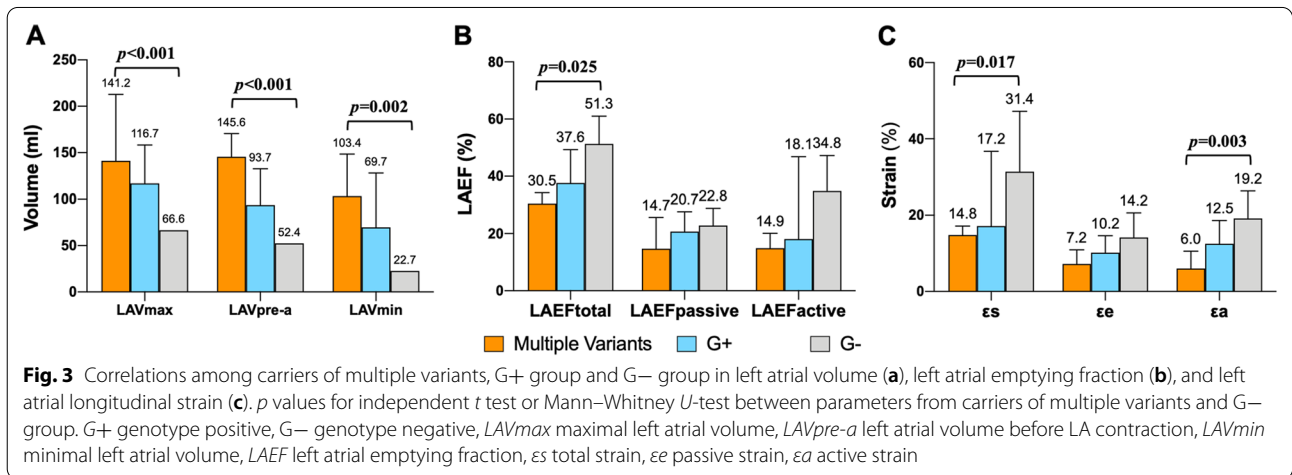 A
B
C
250
200
150
100
50
0
Volume (ml)
p<0.001
141.2
116.7
66.6
p<0.001
145.6
93.7
52.4
p=0.002
103.4
69.7
22.7
LAVmax LAVpre-a LAVmin
80
60
40
20
0
LAEF (%)
p=0.025
30.5
37.6
51.3
14.7
20.7
22.8
14.9
18.1
34.8
LAEFtotal LAEFpassive LAEFactive
60
40
20
0
Strain (%)
p=0.017
14.8
17.2
31.4
7.2
10.2
14.2
p=0.003
6.0
12.5
19.2
εs εe εa
Multiple Variants G+ G-
Fig. 3 Correlations among carriers of multiple variants, G+ group and G− group in left atrial volume (a), left atrial emptying fraction (b), and left
atrial longitudinal strain (c). p values for independent t test or Mann–Whitney U-test between parameters from carriers of multiple variants and G−
group. G+ genotype positive, G− genotype negative, LAVmax maximal left atrial volume, LAVpre-a left atrial volume before LA contraction, LAVmin
minimal left atrial volume, LAEF left atrial emptying fraction, εs total strain, εe passive strain, εa active strain